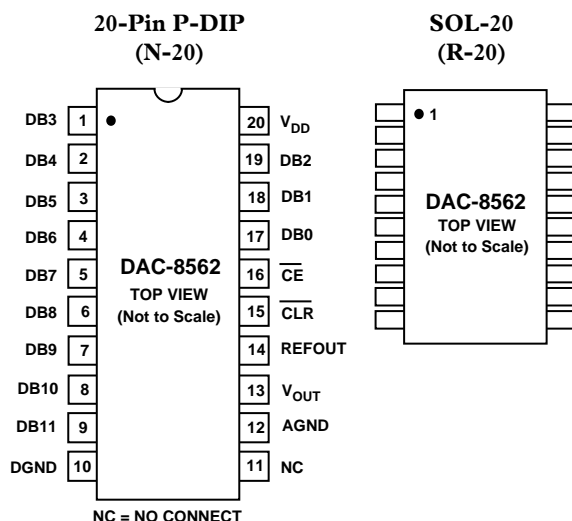 20-Pin P-DIP
(N-20)
DB3 1 20 VDD
DB4 2 19 DB2
DB5 3 18 DB1
DB6 4 17 DB0
DB7 5 16 CE
DB8 6 15 CLR
DB9 7 14 REFOUT
DB10 8 13 VOUT
DB11 9 12 AGND
DGND 10 11 NC
DAC-8562
TOP VIEW
(Not to Scale)
NC = NO CONNECT
SOL-20
(R-20)
1
DAC-8562
TOP VIEW
(Not to Scale)